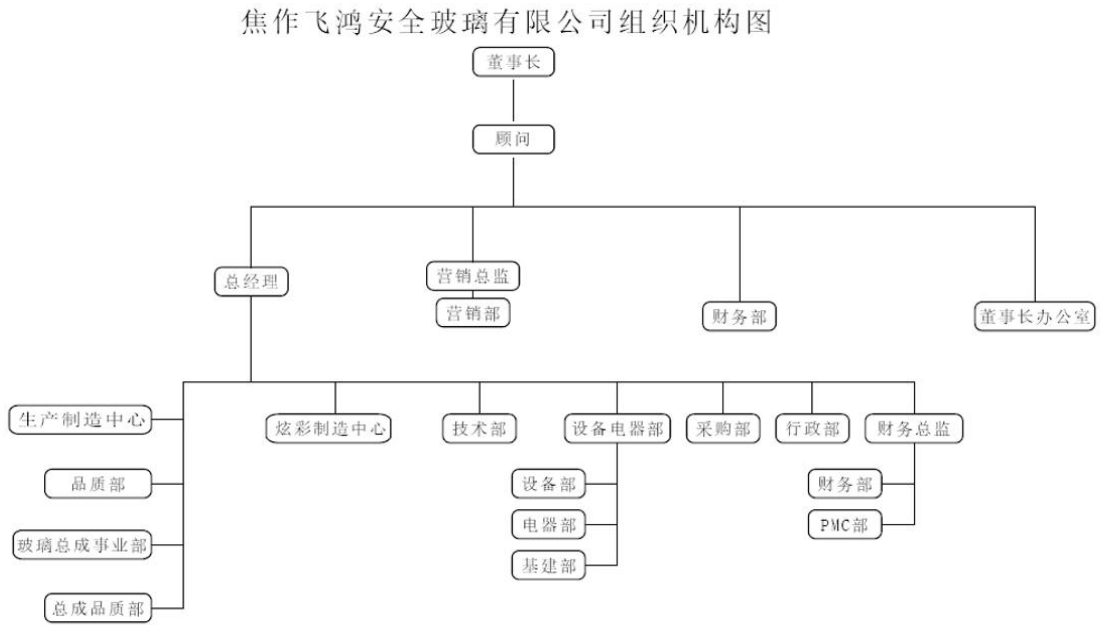 焦作飞鸿安全玻璃有限公司组织机构图
董事长
顾问
总经理
营销总监
营销部
财务部
董事长办公室
生产制造中心
炫彩制造中心
技术部
设备电器部
采购部
行政部
财务总监
品质部
设备部
财务部
电器部
PMC部
玻璃总成事业部
基建部
总成品质部